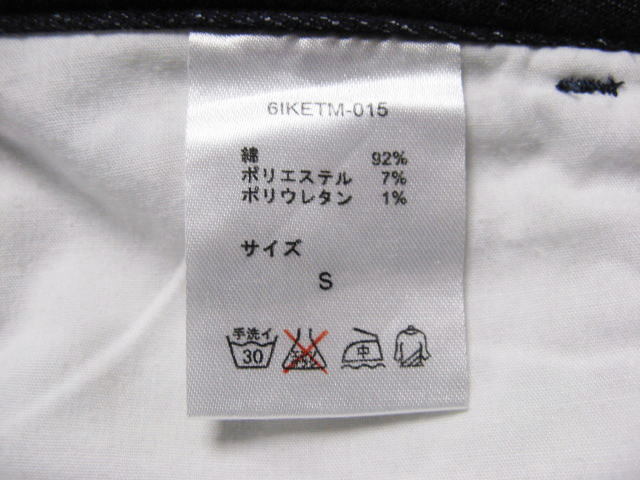 6IKETM-015
綿 92%
ポリエステル 7%
ポリウレタン 1%
サイズ
S
手洗イ
30
中